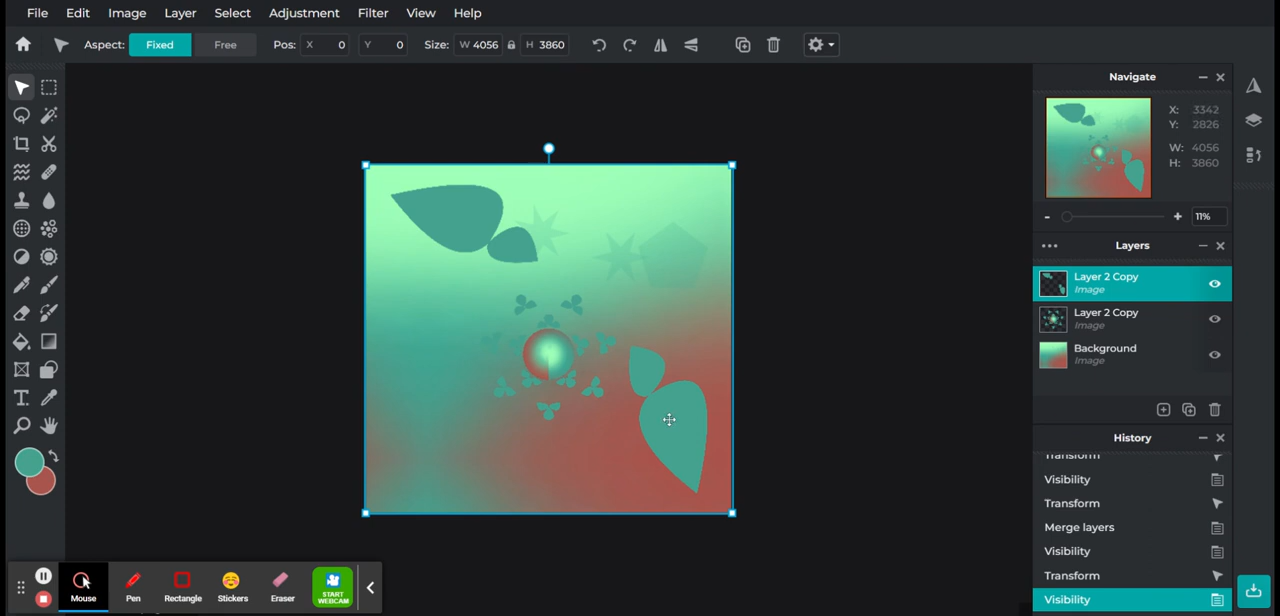 File Edit Image Layer Select Adjustment Filter View Help
Aspect: Fixed Free Pos: X 0 Y 0 Size: W 4056 H 3860
Navigate
X: 3342
Y: 2826
W: 4056
H: 3860
- + 11%
Layers
Layer 2 Copy
Image
Layer 2 Copy
Image
Background
Image
History
Transform
Visibility
Transform
Merge layers
Visibility
Transform
Visibility
T
START
WEBCAM
Mouse Pen Rectangle Stickers Eraser